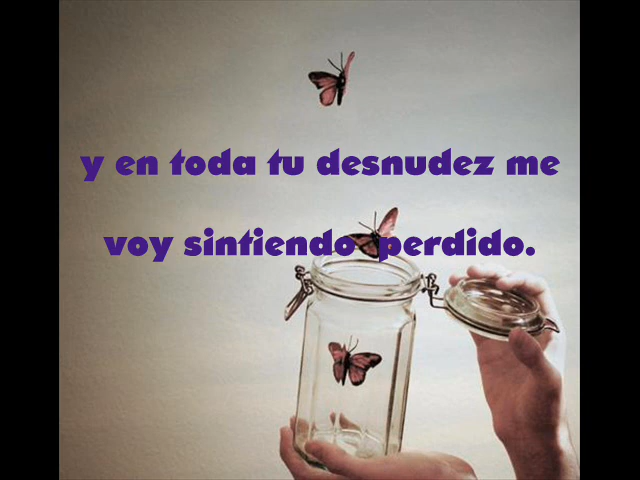 y en toda tu desnudez me
voy sintiendo perdido.